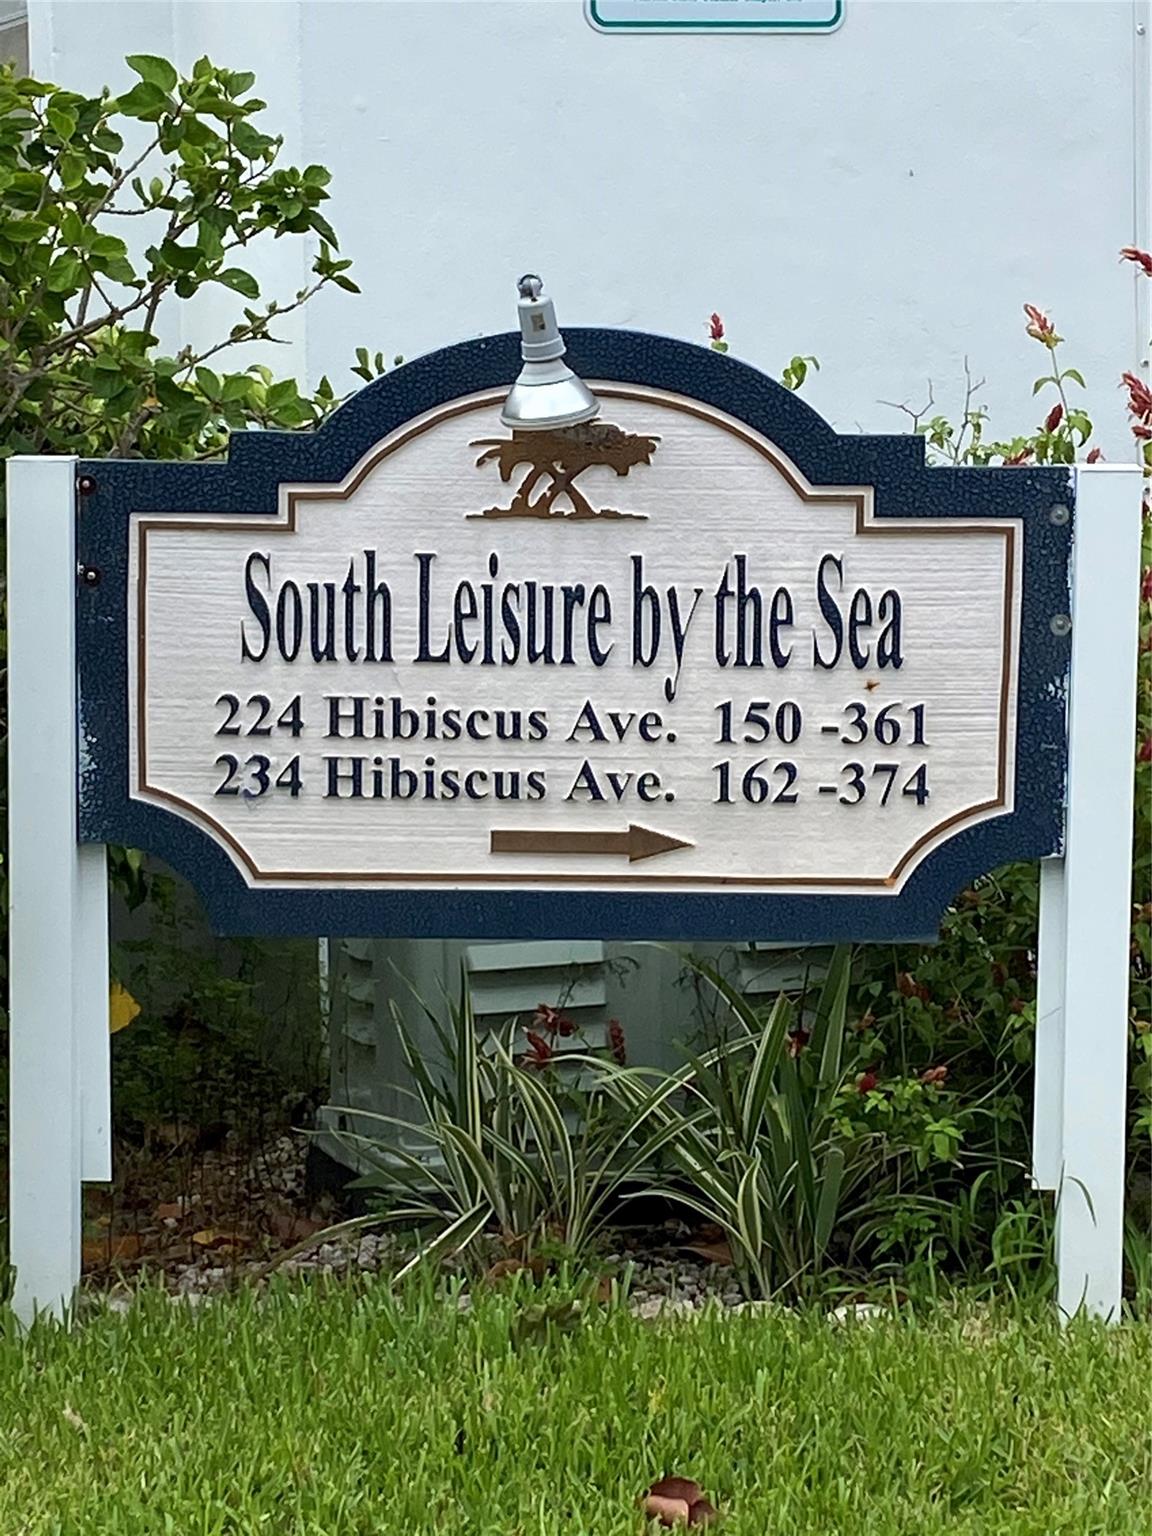 South Leisure by the Sea
224 Hibiscus Ave. 150 -361
234 Hibiscus Ave. 162 -374